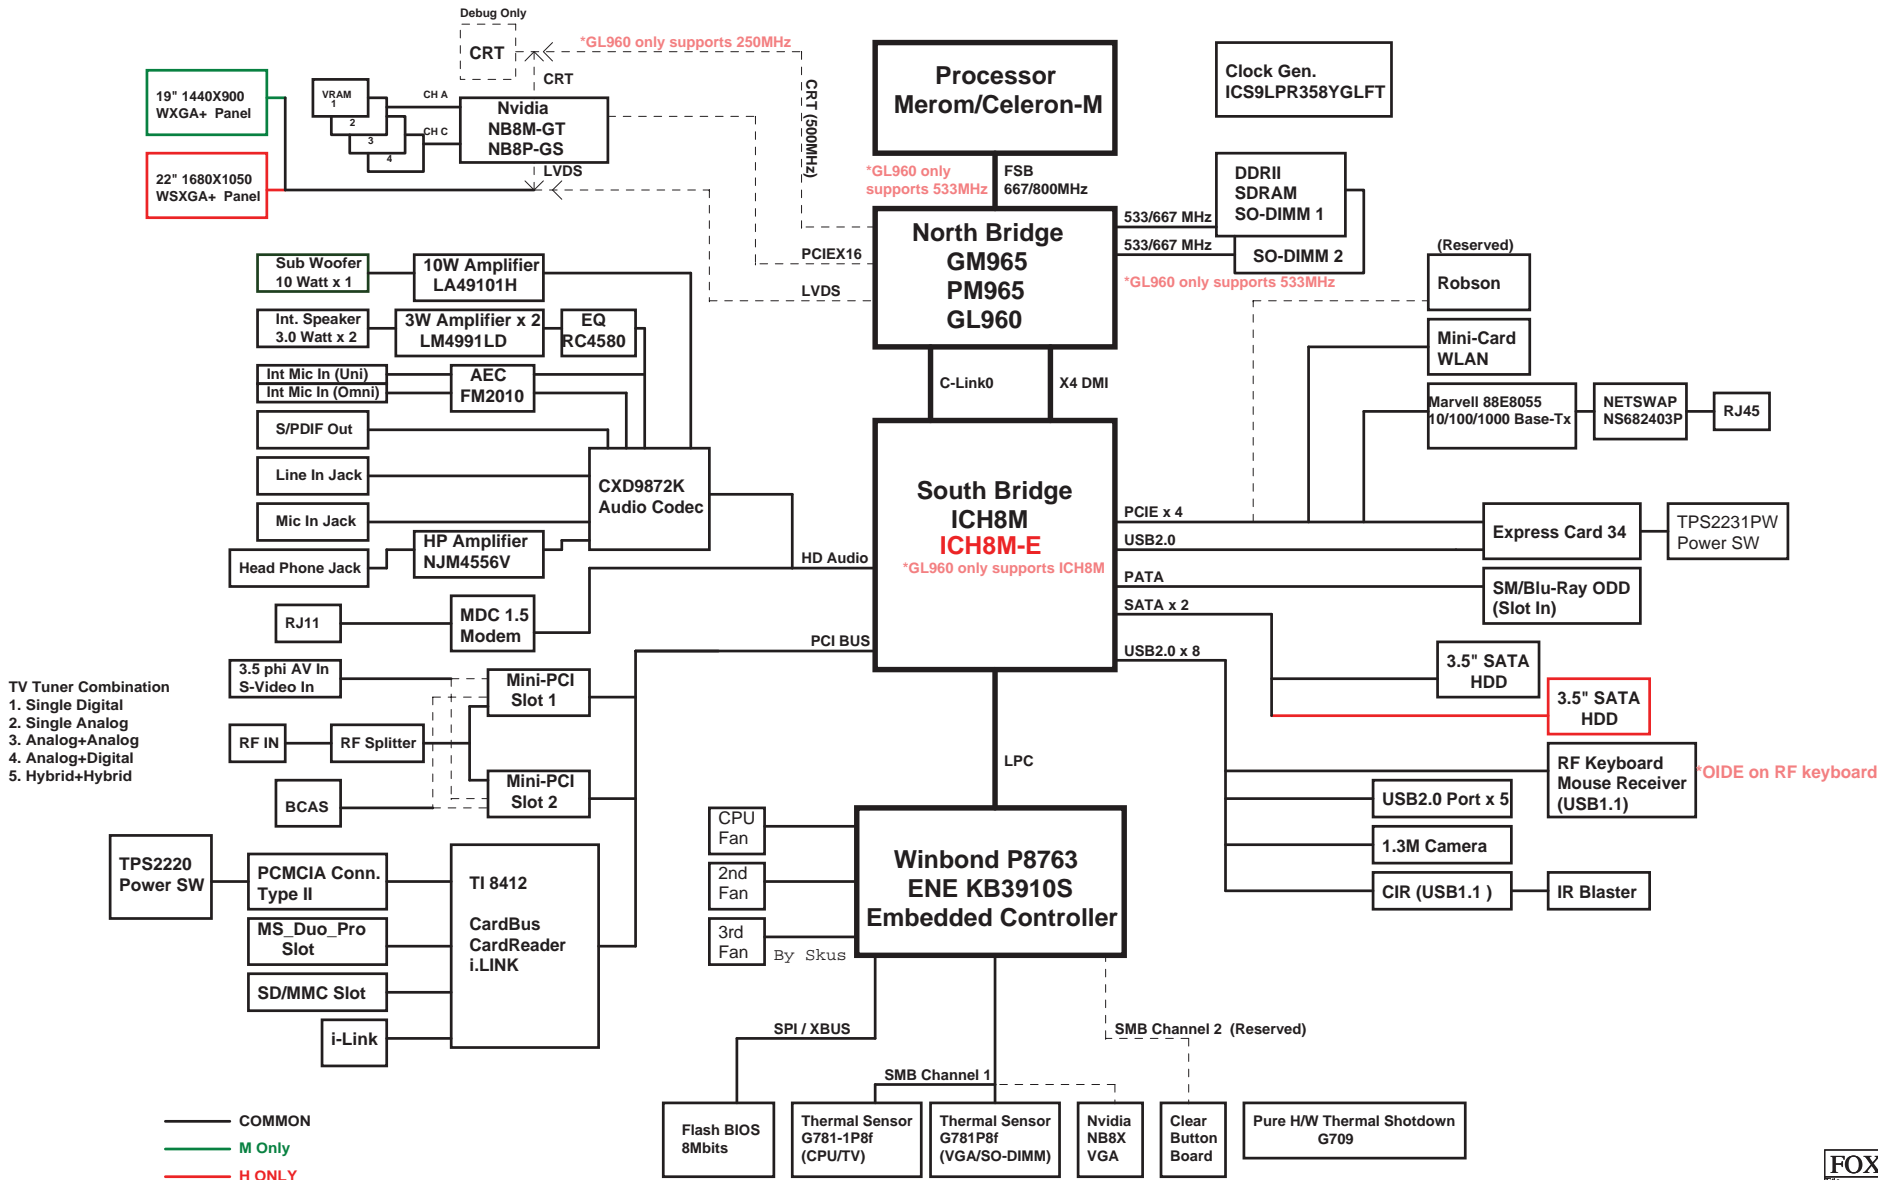 Debug Only
CRT
*GL960 only supports 250MHz
CRT
CRT (500MHz)
19" 1440X900
WXGA+ Panel
22" 1680X1050
WSXGA+ Panel
VRAM
1
2
3
4
CH A
CH C
Nvidia
NB8M-GT
NB8P-GS
LVDS
Processor
Merom/Celeron-M
Clock Gen.
ICS9LPR358YGLFT
*GL960 only
supports 533MHz
FSB
667/800MHz
DDRII
SDRAM
SO-DIMM 1
SO-DIMM 2
533/667 MHz
533/667 MHz
*GL960 only supports 533MHz
North Bridge
GM965
PM965
GL960
PCIEX16
LVDS
(Reserved)
Robson
Mini-Card
WLAN
Marvell 88E8055
10/100/1000 Base-Tx
NETSWAP
NS682403P
RJ45
Sub Woofer
10 Watt x 1
10W Amplifier
LA49101H
Int. Speaker
3.0 Watt x 2
3W Amplifier x 2
LM4991LD
EQ
RC4580
Int Mic In (Uni)
Int Mic In (Omni)
AEC
FM2010
S/PDIF Out
Line In Jack
Mic In Jack
Head Phone Jack
HP Amplifier
NJM4556V
CXD9872K
Audio Codec
C-Link0
X4 DMI
South Bridge
ICH8M
ICH8M-E
*GL960 only supports ICH8M
HD Audio
PCI BUS
PCIE x 4
USB2.0
PATA
SATA x 2
USB2.0 x 8
Express Card 34
TPS2231PW
Power SW
SM/Blu-Ray ODD
(Slot In)
3.5" SATA
HDD
3.5" SATA
HDD
RF Keyboard
Mouse Receiver
(USB1.1)
*OIDE on RF keyboard
USB2.0 Port x 5
1.3M Camera
CIR (USB1.1 )
IR Blaster
RJ11
MDC 1.5
Modem
3.5 phi AV In
S-Video In
Mini-PCI
Slot 1
RF IN
RF Splitter
Mini-PCI
Slot 2
BCAS
TV Tuner Combination
1. Single Digital
2. Single Analog
3. Analog+Analog
4. Analog+Digital
5. Hybrid+Hybrid
TPS2220
Power SW
PCMCIA Conn.
Type II
MS_Duo_Pro
Slot
SD/MMC Slot
i-Link
TI 8412
CardBus
CardReader
i.LINK
LPC
CPU
Fan
2nd
Fan
3rd
Fan
By Skus
Winbond P8763
ENE KB3910S
Embedded Controller
SPI / XBUS
SMB Channel 1
SMB Channel 2 (Reserved)
Flash BIOS
8Mbits
Thermal Sensor
G781-1P8f
(CPU/TV)
Thermal Sensor
G781P8f
(VGA/SO-DIMM)
Nvidia
NB8X
VGA
Clear
Button
Board
Pure H/W Thermal Shotdown
G709
COMMON
M Only
H ONLY
FOX